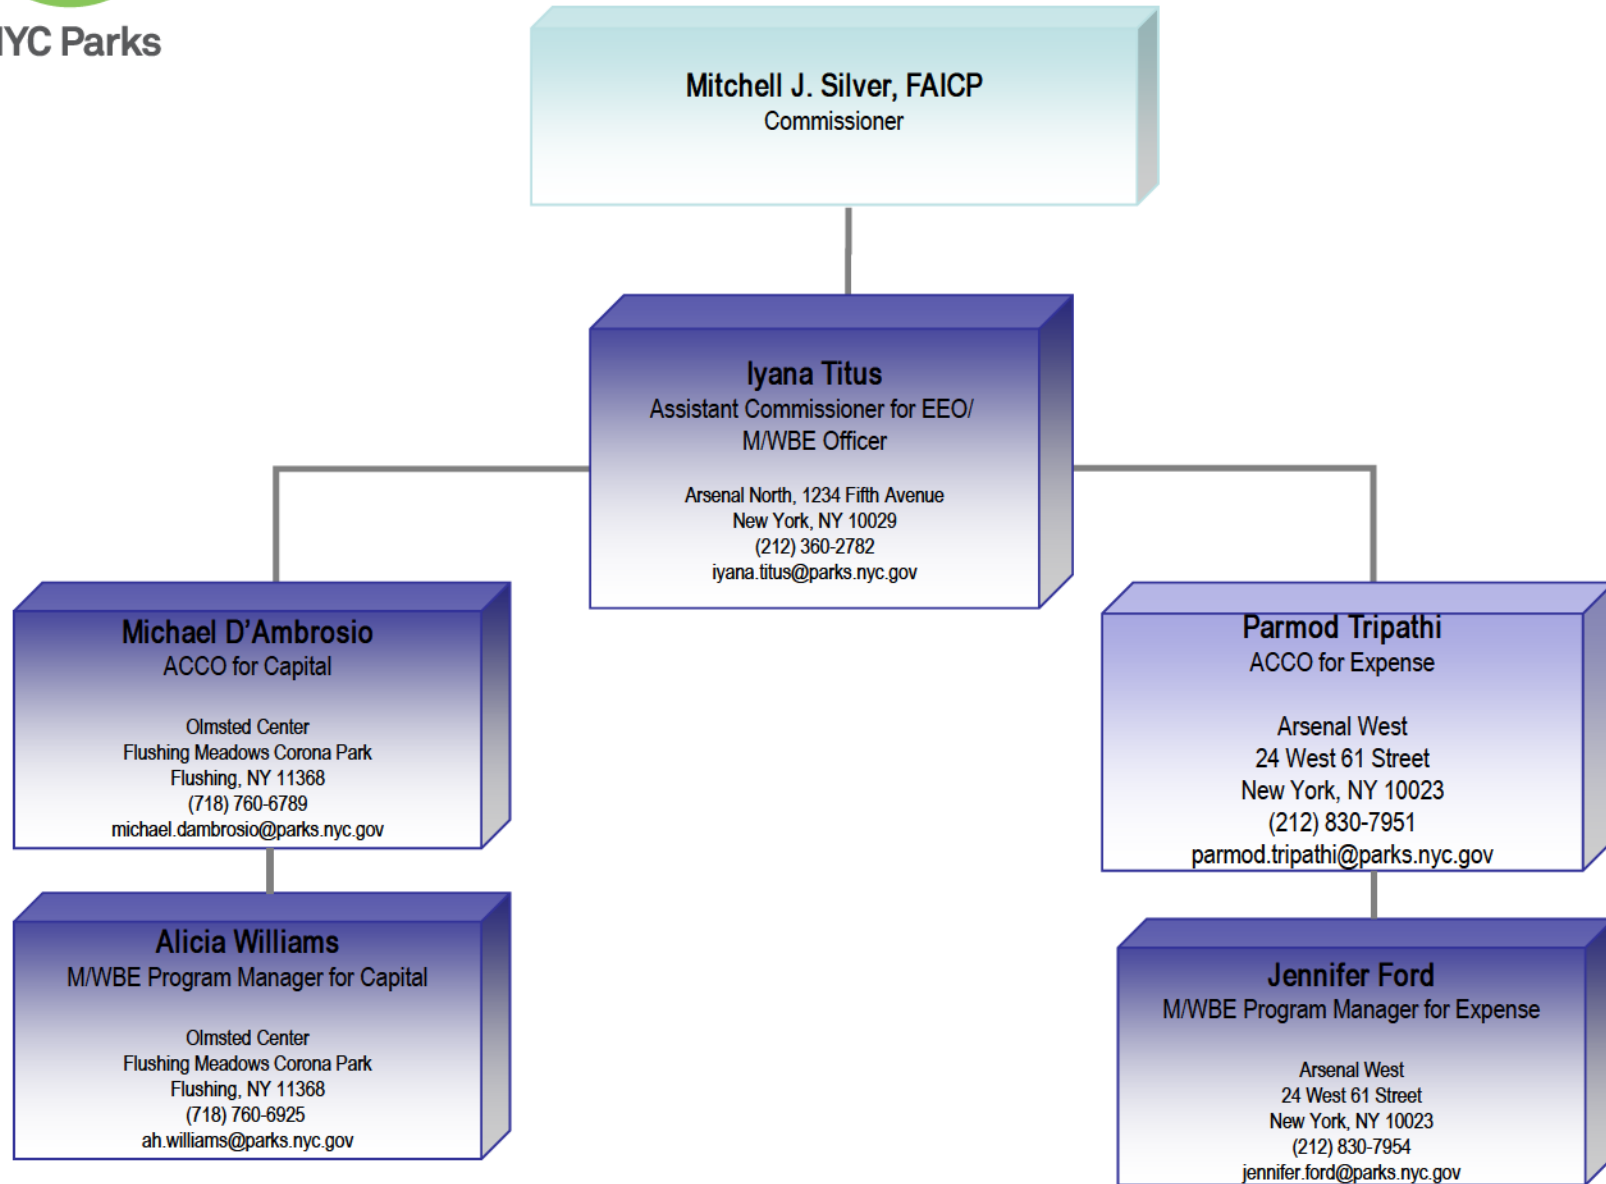 NYC Parks
Mitchell J. Silver, FAICP
Commissioner
Iyana Titus
Assistant Commissioner for EEO/
M/WBE Officer
Arsenal North, 1234 Fifth Avenue
New York, NY 10029
(212) 360-2782
iyana.titus@parks.nyc.gov
Michael D’Ambrosio
ACCO for Capital
Olmsted Center
Flushing Meadows Corona Park
Flushing, NY 11368
(718) 760-6789
michael.dambrosio@parks.nyc.gov
Parmod Tripathi
ACCO for Expense
Arsenal West
24 West 61 Street
New York, NY 10023
(212) 830-7951
parmod.tripathi@parks.nyc.gov
Alicia Williams
M/WBE Program Manager for Capital
Olmsted Center
Flushing Meadows Corona Park
Flushing, NY 11368
(718) 760-6925
ah.williams@parks.nyc.gov
Jennifer Ford
M/WBE Program Manager for Expense
Arsenal West
24 West 61 Street
New York, NY 10023
(212) 830-7954
jennifer.ford@parks.nyc.gov